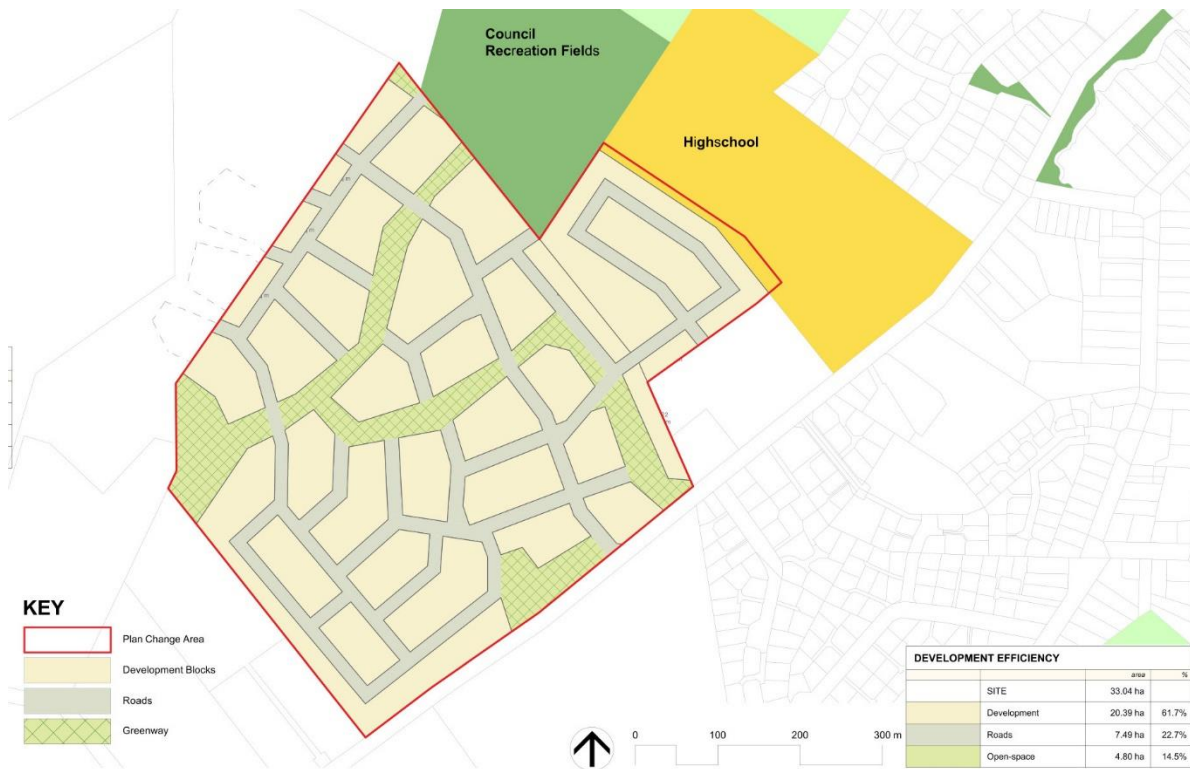 Council
Recreation Fields
Highschool
KEY
Plan Change Area
Development Blocks
Roads
Greenway
0 100 200 300 m
DEVELOPMENT EFFICIENCY
area %
SITE 33.04 ha
Development 20.39 ha 61.7%
Roads 7.49 ha 22.7%
Open-space 4.80 ha 14.5%